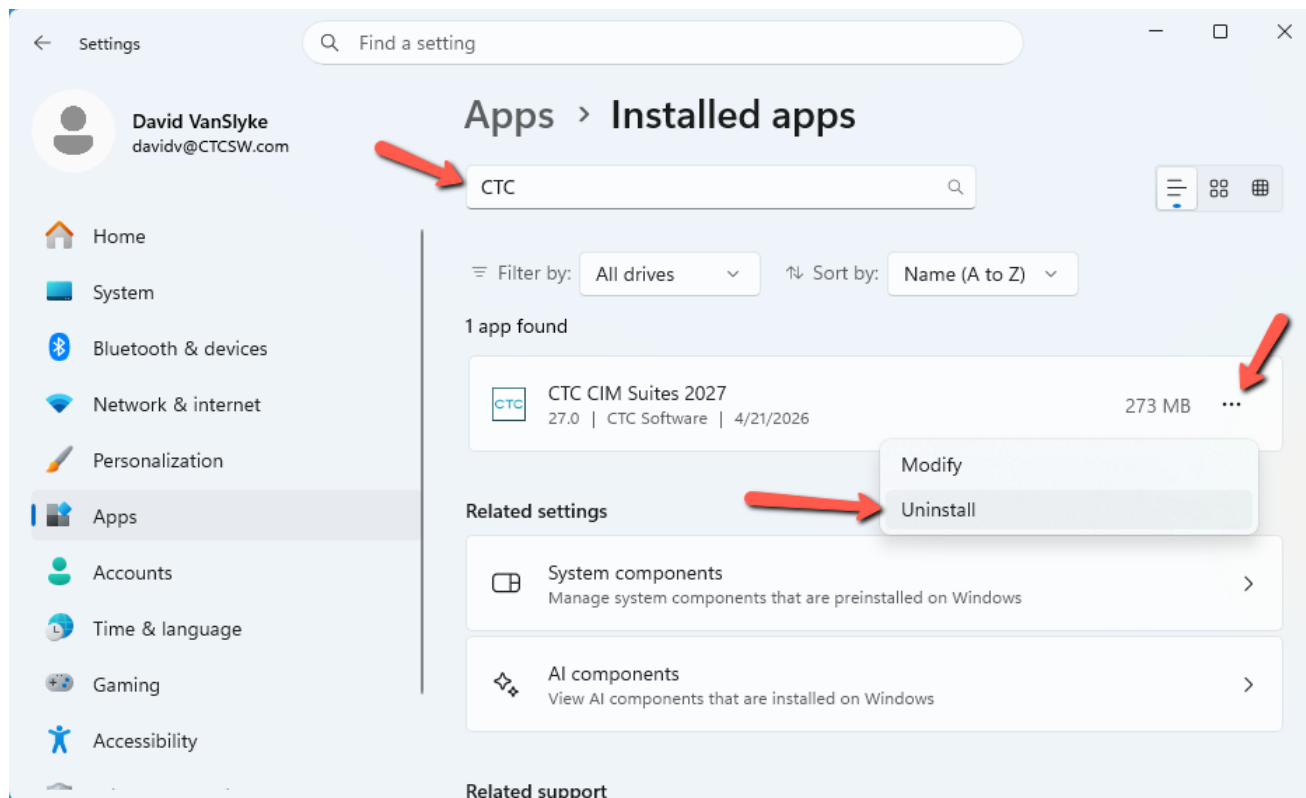 Settings
Find a setting
David VanSlyke
davidv@CTCSW.com
Home
System
Bluetooth & devices
Network & internet
Personalization
Apps
Accounts
Time & language
Gaming
Accessibility
Apps > Installed apps
CTC
Filter by: All drives
Sort by: Name (A to Z)
1 app found
CTC
CTC CIM Suites 2027
27.0 | CTC Software | 4/21/2026
273 MB
Modify
Uninstall
Related settings
System components
Manage system components that are preinstalled on Windows
AI components
View AI components that are installed on Windows
Related support